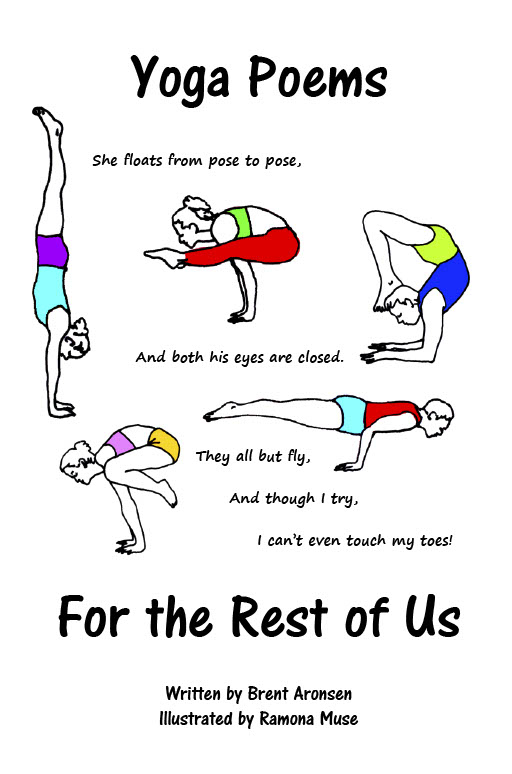 Yoga Poems
She floats from pose to pose,
And both his eyes are closed.
They all but fly,
And though I try,
I can't even touch my toes!
For the Rest of Us
Written by Brent Aronsen
Illustrated by Ramona Muse